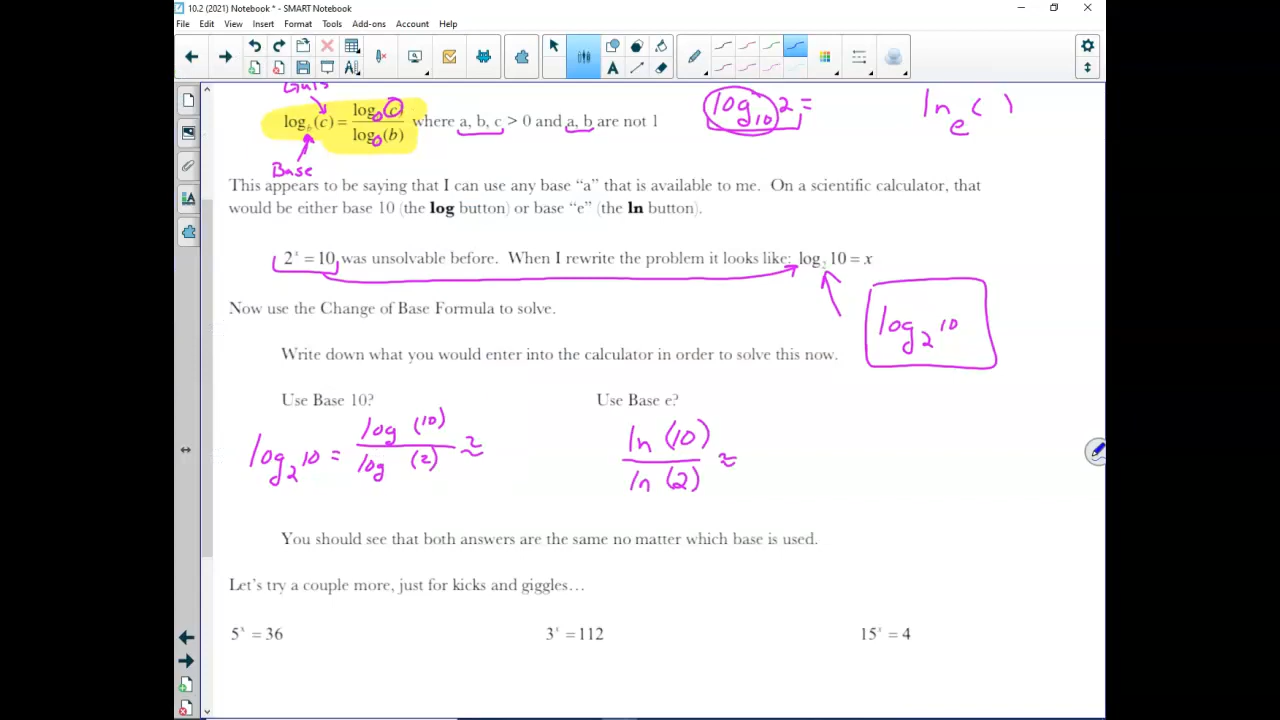 10.2 (2021) Notebook * - SMART Notebook
File Edit View Insert Format Tools Add-ons Account Help
Guts
log_b (c) = log_a (c) / log_a (b) where a, b, c > 0 and a, b are not 1
log_10 2 =
ln_e ( )
Base
This appears to be saying that I can use any base “a” that is available to me. On a scientific calculator, that
would be either base 10 (the log button) or base “e” (the ln button).
2^x = 10 was unsolvable before. When I rewrite the problem it looks like: log_2 10 = x
Now use the Change of Base Formula to solve.
log_2 10
Write down what you would enter into the calculator in order to solve this now.
Use Base 10? Use Base e?
log_2 10 = log (10) / log (2) ≈
ln (10) / ln (2) ≈
You should see that both answers are the same no matter which base is used.
Let’s try a couple more, just for kicks and giggles…
5^x = 36 3^x = 112 15^x = 4